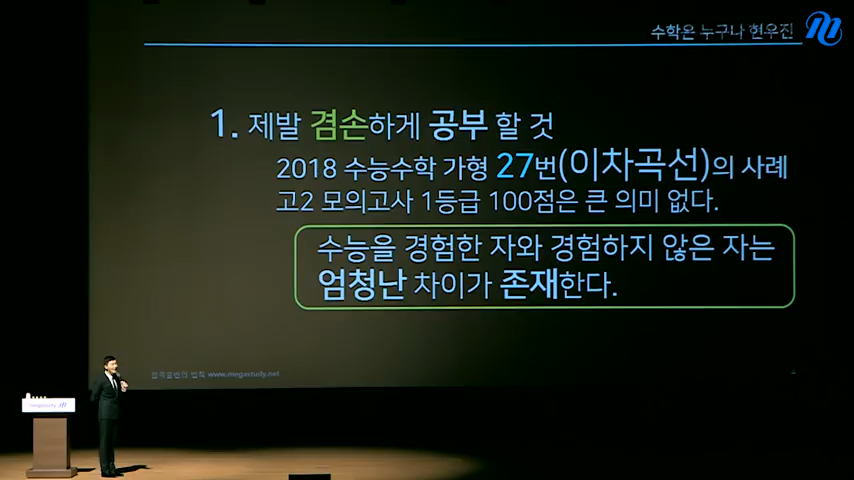 수학은 누구나 현우진
1. 제발 겸손하게 공부 할 것
2018 수능수학 가형 27번(이차곡선)의 사례
고2 모의고사 1등급 100점은 큰 의미 없다.
수능을 경험한 자와 경험하지 않은 자는
엄청난 차이가 존재한다.
www.megastudy.net
megastudy